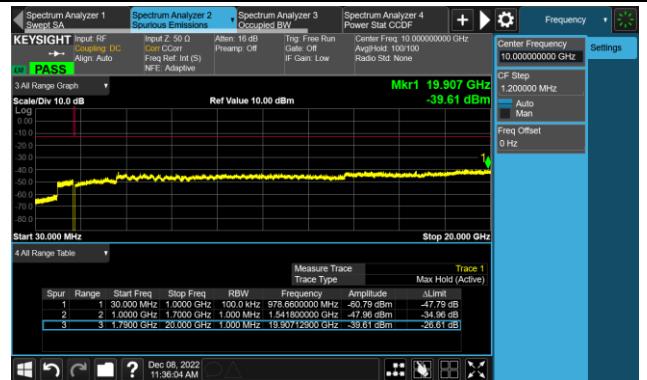 Spectrum Analyzer 1
Swept SA
Spectrum Analyzer 2
Spurious Emissions
Spectrum Analyzer 3
Occupied BW
Spectrum Analyzer 4
Power Stat CCDF
Frequency
KEYSIGHT
Input: RF
Coupling: DC
Align: Auto
Input Z: 50 Ω
Corr CCorr
Freq Ref: Int (S)
NFE: Adaptive
Atten: 16 dB
Preamp: Off
Trig: Free Run
Gate: Off
IF Gain: Low
Center Freq: 10.000000000 GHz
Avg|Hold: 100/100
Radio Std: None
PASS
Center Frequency
10.000000000 GHz
Settings
CF Step
1.200000 MHz
Auto
Man
Freq Offset
0 Hz
3 All Range Graph
Mkr1 19.907 GHz
Scale/Div 10.0 dB
Ref Value 10.00 dBm
-39.61 dBm
Log
0.00
-10.0
-20.0
-30.0
-40.0
-50.0
-60.0
-70.0
-80.0
1
Start 30.000 MHz
Stop 20.000 GHz
4 All Range Table
Measure Trace Trace 1
Trace Type Max Hold (Active)
Spur Range Start Freq Stop Freq RBW Frequency Amplitude ΔLimit
1 1 30.000 MHz 1.0000 GHz 100.0 kHz 978.660000 MHz -60.79 dBm -47.79 dB
2 2 1.0000 GHz 1.7000 GHz 1.000 MHz 1.541800000 GHz -47.96 dBm -34.96 dB
3 3 1.7900 GHz 20.000 GHz 1.000 MHz 19.90712900 GHz -39.61 dBm -26.61 dB
Dec 08, 2022
11:36:04 AM